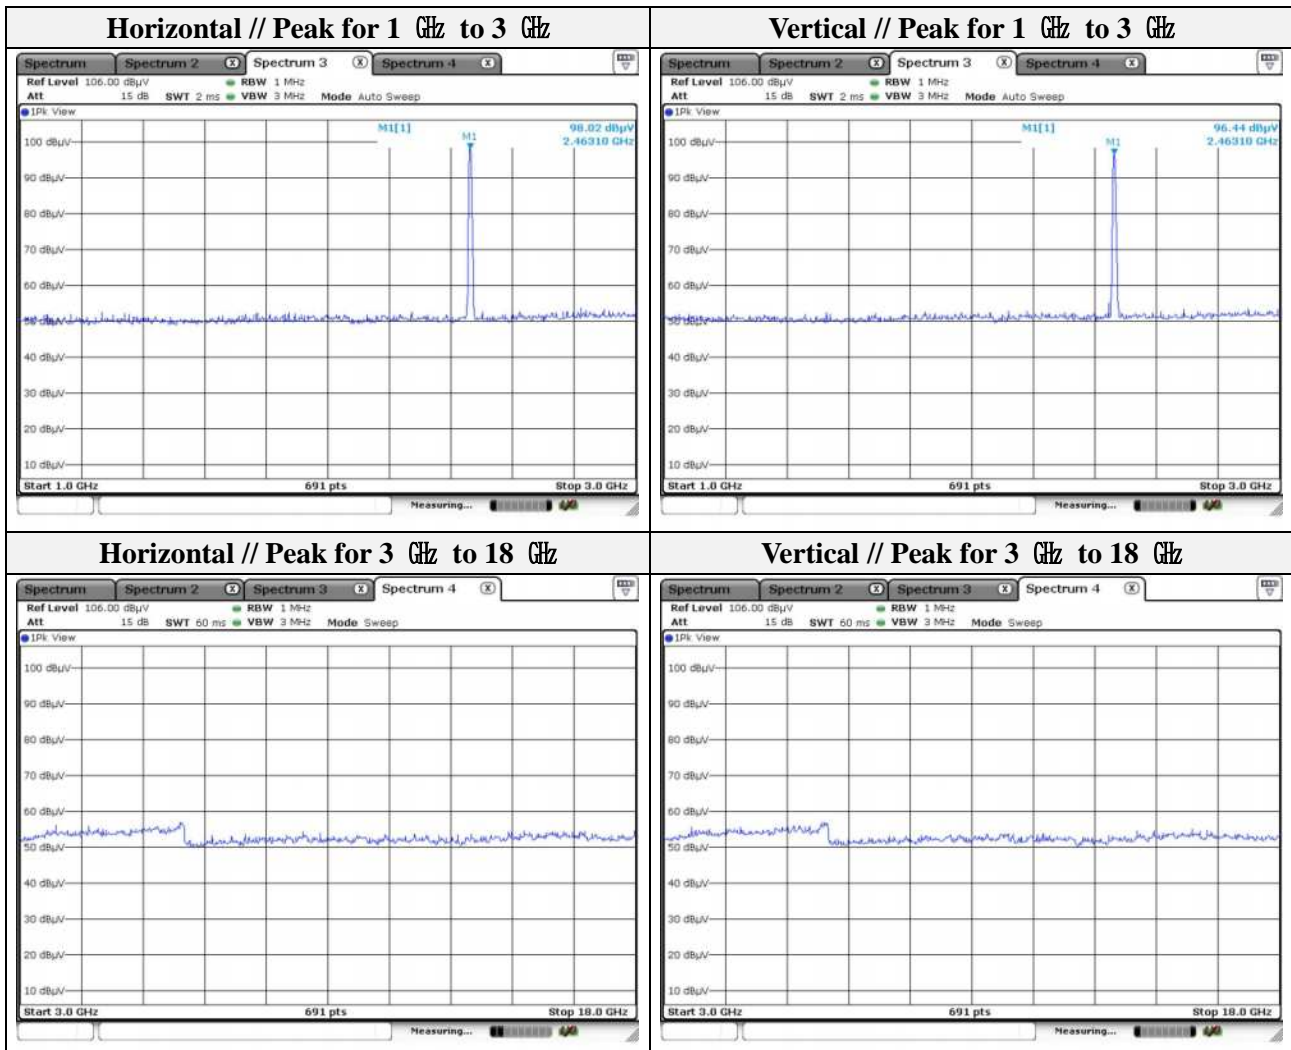 Horizontal // Peak for 1 ㎓ to 3 ㎓
Vertical // Peak for 1 ㎓ to 3 ㎓
Spectrum Spectrum 2 X Spectrum 3 X Spectrum 4 X
Ref Level 106.00 dBµV RBW 1 MHz
Att 15 dB SWT 2 ms VBW 3 MHz Mode Auto Sweep
1Pk View
M1[1] 98.02 dBµV
2.46310 GHz
M1
100 dBµV
90 dBµV
80 dBµV
70 dBµV
60 dBµV
50 dBµV
40 dBµV
30 dBµV
20 dBµV
10 dBµV
Start 1.0 GHz 691 pts Stop 3.0 GHz
Measuring...
Spectrum Spectrum 2 X Spectrum 3 X Spectrum 4 X
Ref Level 106.00 dBµV RBW 1 MHz
Att 15 dB SWT 2 ms VBW 3 MHz Mode Auto Sweep
1Pk View
M1[1] 96.44 dBµV
2.46310 GHz
M1
100 dBµV
90 dBµV
80 dBµV
70 dBµV
60 dBµV
50 dBµV
40 dBµV
30 dBµV
20 dBµV
10 dBµV
Start 1.0 GHz 691 pts Stop 3.0 GHz
Measuring...
Horizontal // Peak for 3 ㎓ to 18 ㎓
Vertical // Peak for 3 ㎓ to 18 ㎓
Spectrum Spectrum 2 X Spectrum 3 X Spectrum 4 X
Ref Level 106.00 dBµV RBW 1 MHz
Att 15 dB SWT 60 ms VBW 3 MHz Mode Sweep
1Pk View
100 dBµV
90 dBµV
80 dBµV
70 dBµV
60 dBµV
50 dBµV
40 dBµV
30 dBµV
20 dBµV
10 dBµV
Start 3.0 GHz 691 pts Stop 18.0 GHz
Measuring...
Spectrum Spectrum 2 X Spectrum 3 X Spectrum 4 X
Ref Level 106.00 dBµV RBW 1 MHz
Att 15 dB SWT 60 ms VBW 3 MHz Mode Sweep
1Pk View
100 dBµV
90 dBµV
80 dBµV
70 dBµV
60 dBµV
50 dBµV
40 dBµV
30 dBµV
20 dBµV
10 dBµV
Start 3.0 GHz 691 pts Stop 18.0 GHz
Measuring...